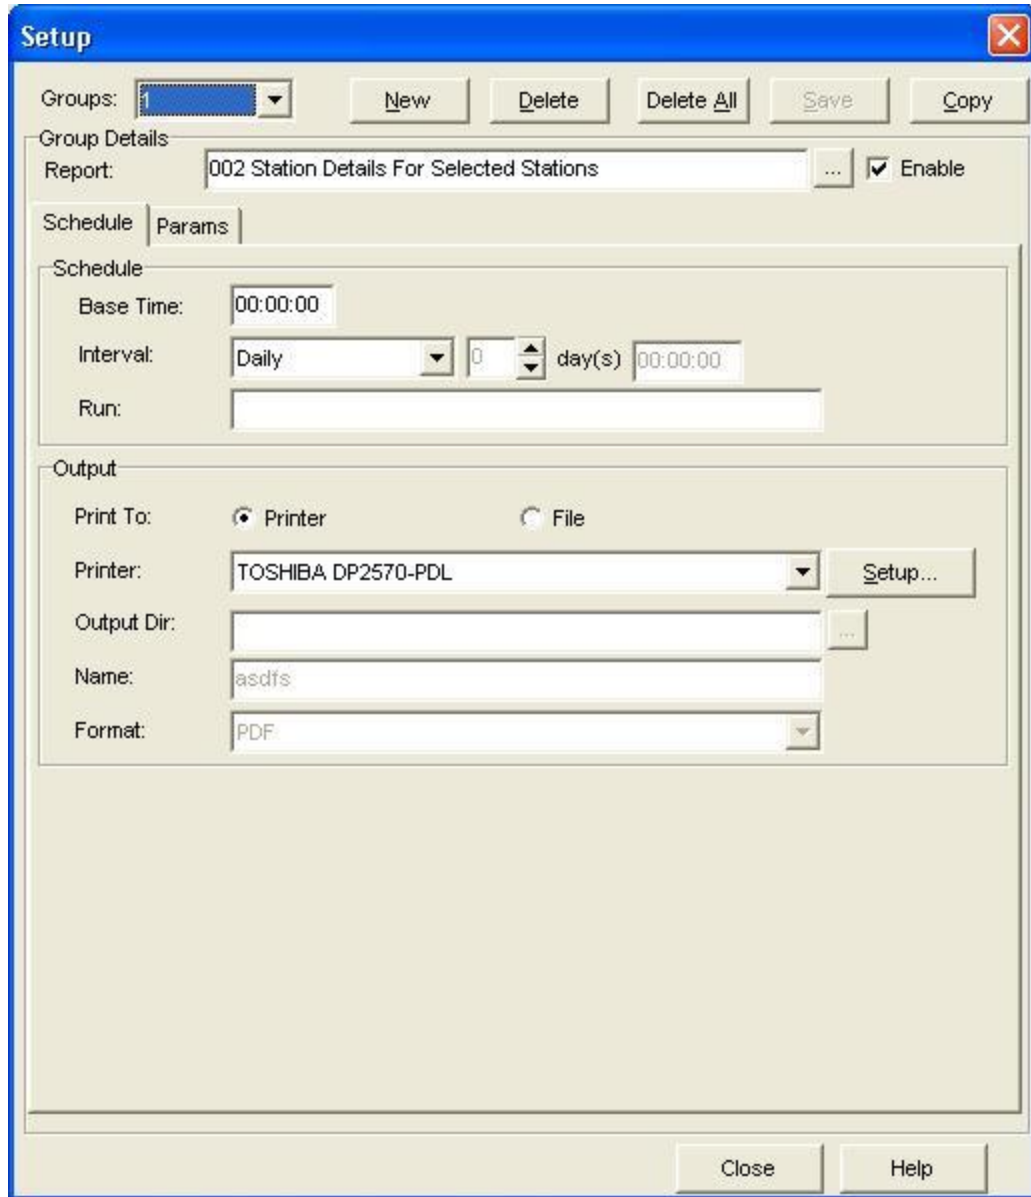 Setup
Groups: 1 New Delete Delete All Save Copy
Group Details
Report: 002 Station Details For Selected Stations ... Enable
Schedule Params
Schedule
Base Time: 00:00:00
Interval: Daily 0 day(s) 00:00:00
Run:
Output
Print To: Printer File
Printer: TOSHIBA DP2570-PDL Setup...
Output Dir: ...
Name: asdfs
Format: PDF
Close Help